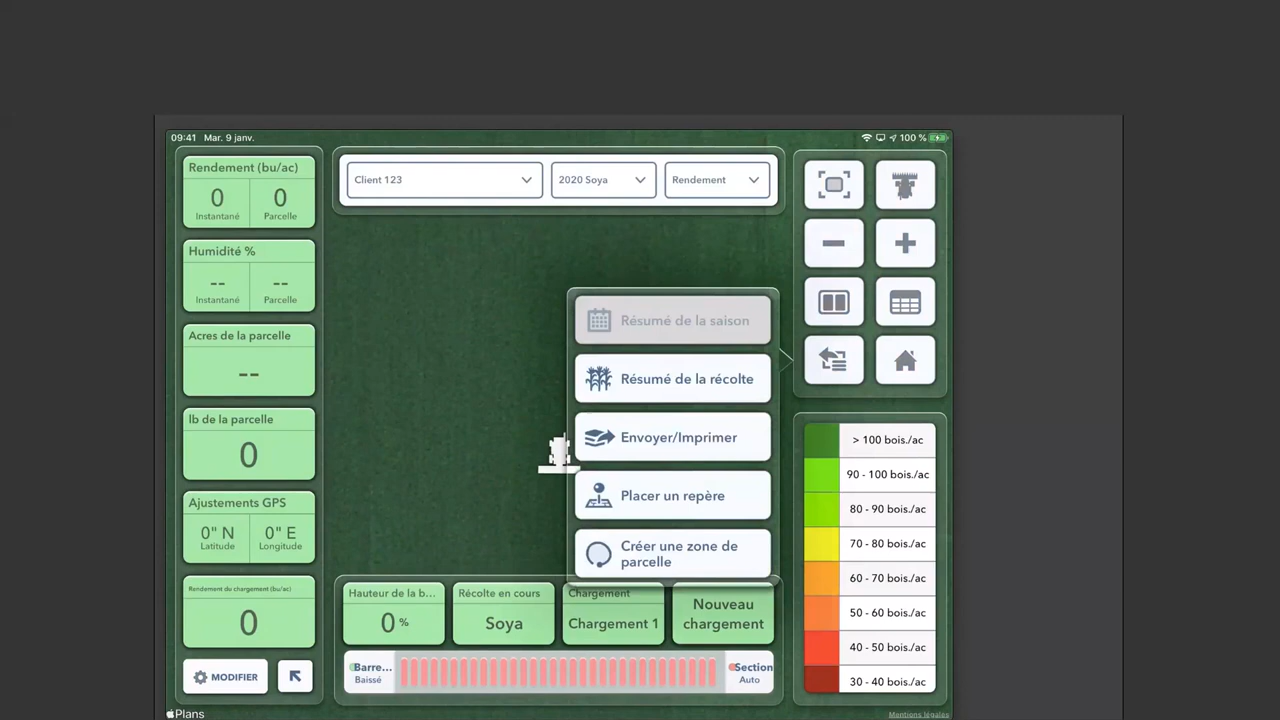 09:41 Mar. 9 janv.
100 %
Rendement (bu/ac)
0 0
Instantané Parcelle
Humidité %
-- --
Instantané Parcelle
Acres de la parcelle
--
lb de la parcelle
0
Ajustements GPS
0" N 0" E
Latitude Longitude
Rendement du chargement (bu/ac)
0
MODIFIER
Plans
Client 123
2020 Soya
Rendement
Résumé de la saison
Résumé de la récolte
Envoyer/Imprimer
Placer un repère
Créer une zone de
parcelle
Hauteur de la b...
0 %
Récolte en cours
Soya
Chargement
Chargement 1
Nouveau
chargement
Barre...
Baissé
Section
Auto
> 100 bois./ac
90 - 100 bois./ac
80 - 90 bois./ac
70 - 80 bois./ac
60 - 70 bois./ac
50 - 60 bois./ac
40 - 50 bois./ac
30 - 40 bois./ac
Mentions légales